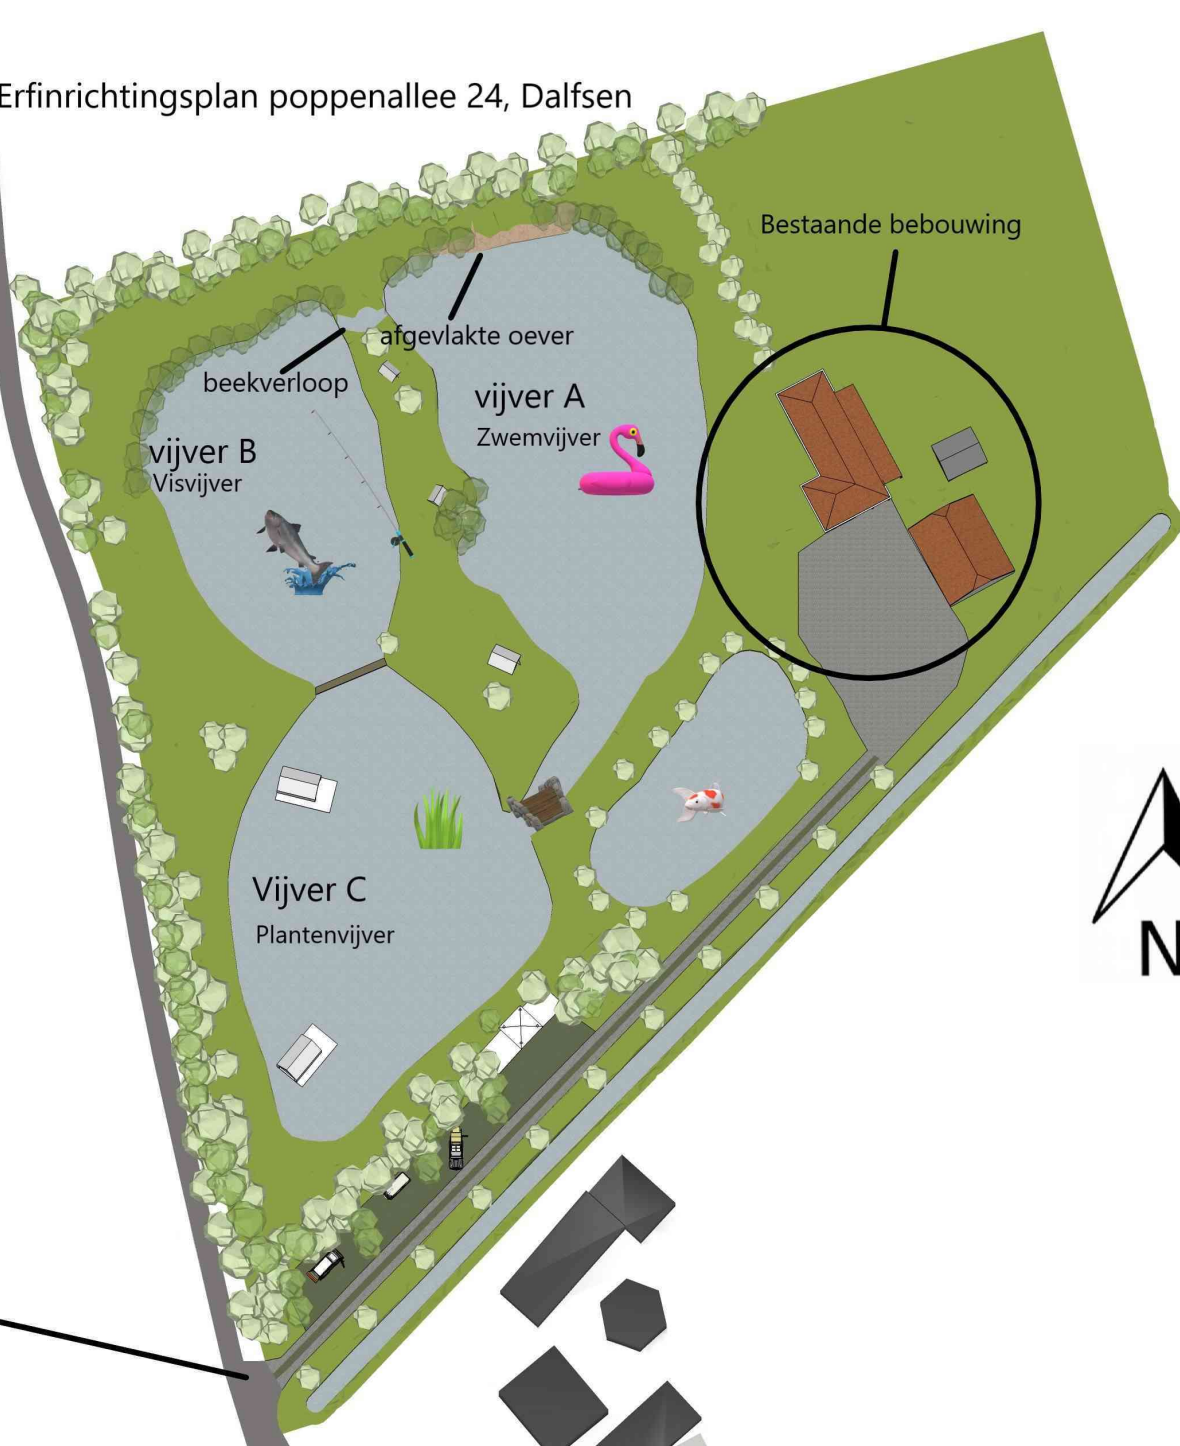 Erfinrichtingsplan poppenallee 24, Dalfsen
Bestaande bebouwing
afgevlakte oever
beekverloop
vijver A
Zwemvijver
vijver B
Visvijver
Vijver C
Plantenvijver
N